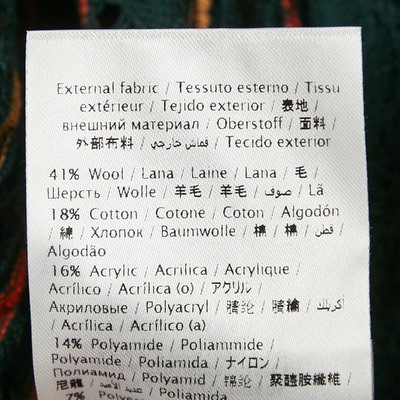 External fabric / Tessuto esterno / Tissu
extérieur / Tejido exterior / 表地 /
внешний материал / Oberstoff / 面料 /
外部布料 / قماش خارجي / Tecido exterior
41% Wool / Lana / Laine / Lana / 毛 /
Шерсть / Wolle / 羊毛 / 羊毛 / صوف / Lã
18% Cotton / Cotone / Coton / Algodón
/ 綿 / Хлопок / Baumwolle / 棉 / 棉 / قطن /
Algodão
16% Acrylic / Acrilica / Acrylique /
Acrílico / Acrílica (o) / アクリル /
Акриловые / Polyacryl / 腈纶 / 腈綸 / أكريلك
/ Acrílica / Acrílico (a)
14% Polyamide / Poliammide /
Polyamide / Poliamida / ナイロン /
Полиамид / Polyamid / 锦纶 / 聚醯胺纖維 /
尼龍 / / Poliamida
7%